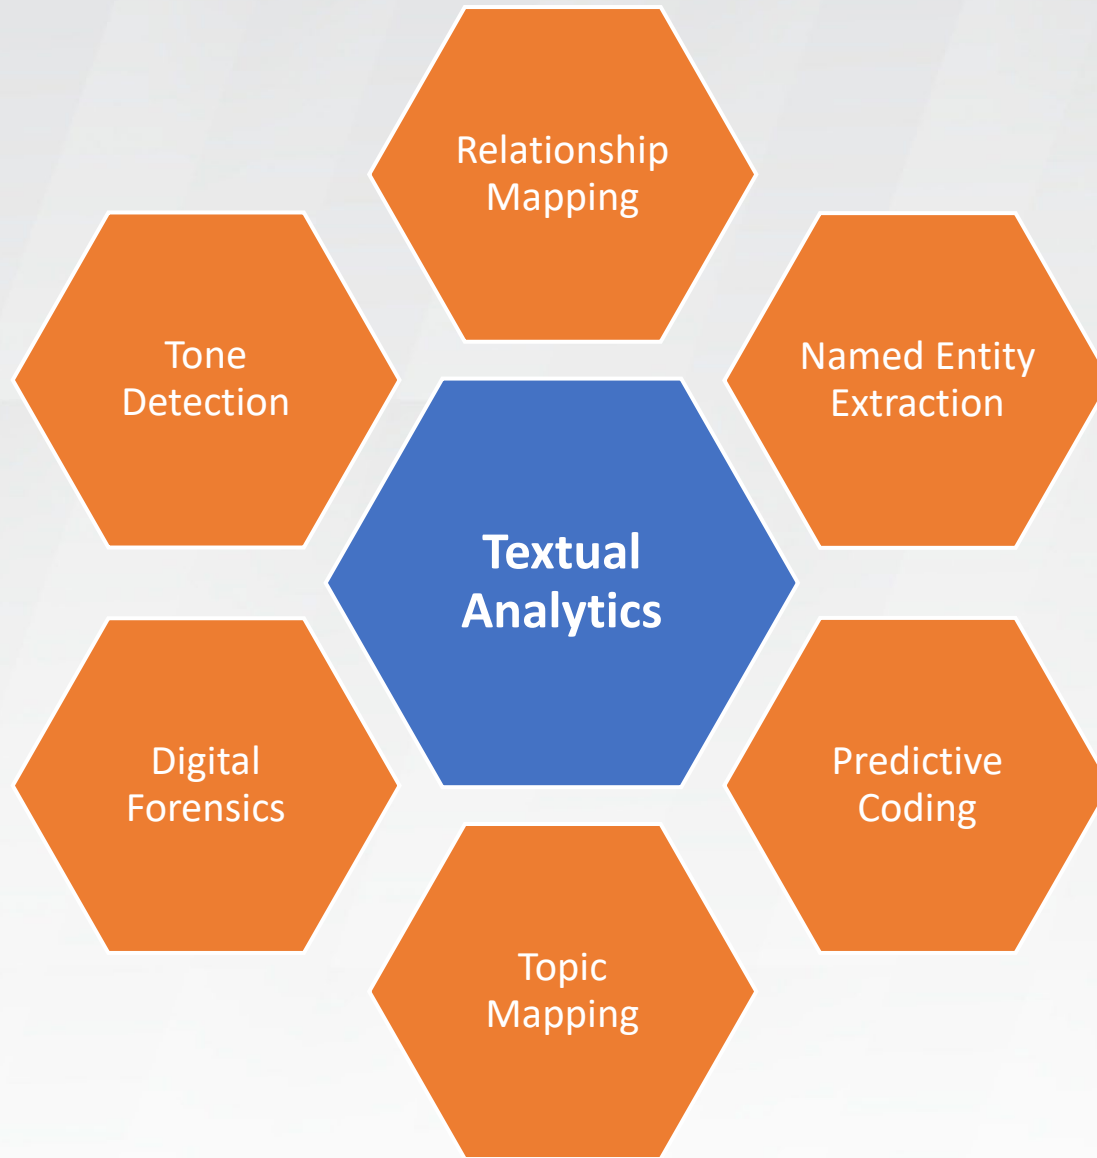 Relationship
Mapping
Tone
Detection
Named Entity
Extraction
Textual
Analytics
Digital
Forensics
Predictive
Coding
Topic
Mapping